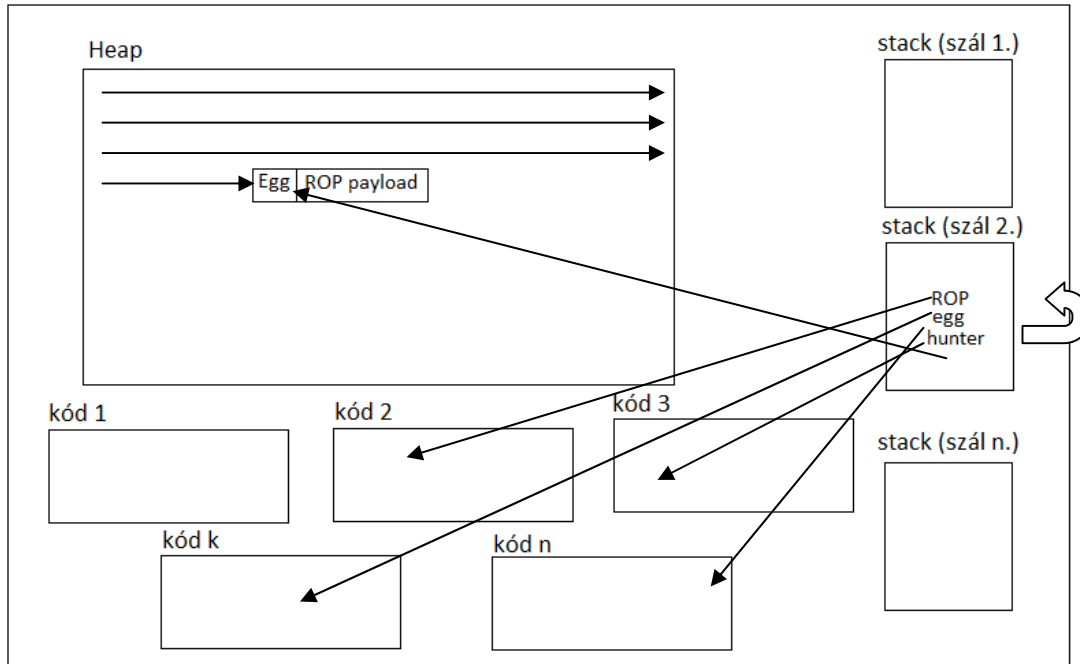 Heap
stack (szál 1.)
Egg ROP payload
stack (szál 2.)
ROP
egg
hunter
kód 1
kód 2
kód 3
stack (szál n.)
kód k
kód n